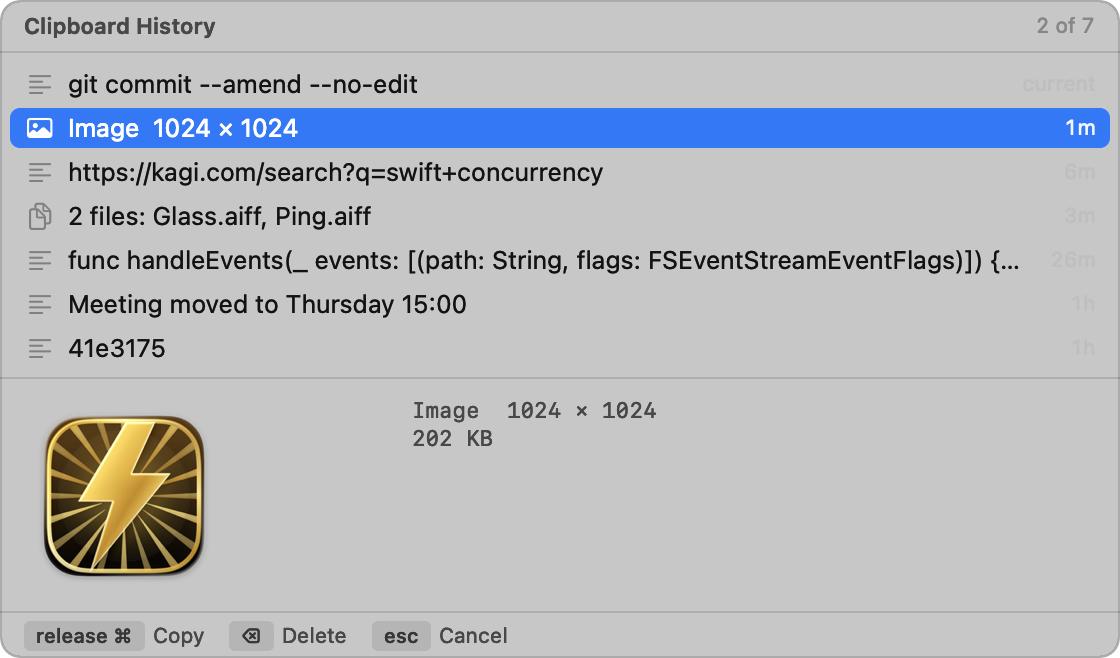 Clipboard History 2 of 7
git commit --amend --no-edit current
Image 1024 × 1024 1m
https://kagi.com/search?q=swift+concurrency 6m
2 files: Glass.aiff, Ping.aiff 3m
func handleEvents(_ events: [(path: String, flags: FSEventStreamEventFlags)]) {... 26m
Meeting moved to Thursday 15:00 1h
41e3175 1h
Image 1024 × 1024
202 KB
release ⌘ Copy ⌫ Delete esc Cancel